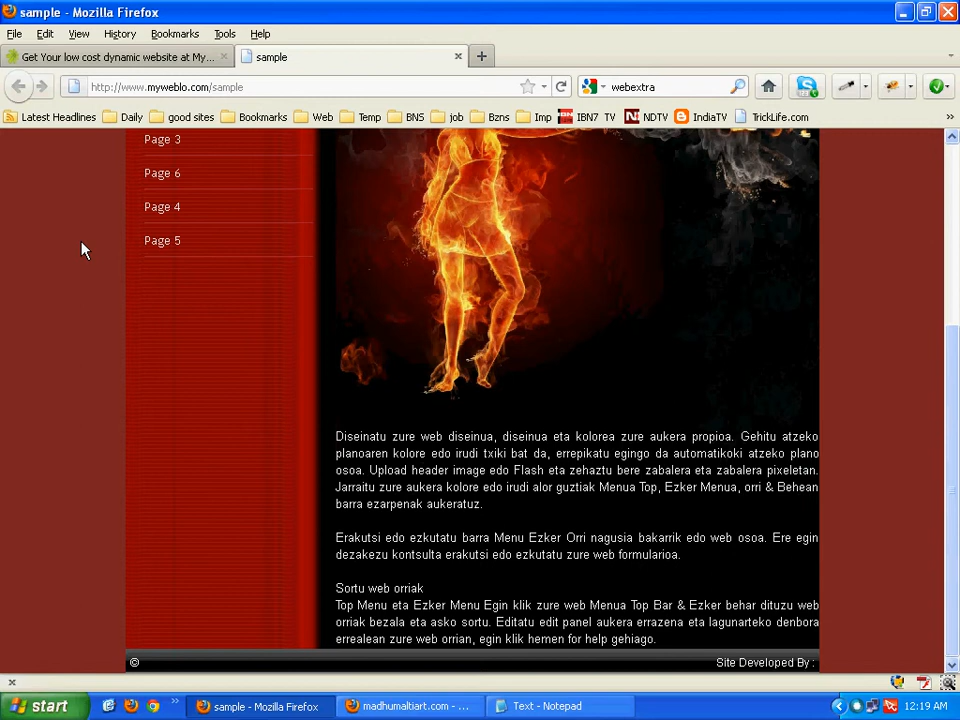 sample - Mozilla Firefox
File Edit View History Bookmarks Tools Help
Get Your low cost dynamic website at My... sample
http://www.myweblo.com/sample webextra
Latest Headlines Daily good sites Bookmarks Web Temp BNS job Bzns Imp IBN7 TV NDTV IndiaTV TrickLife.com
Page 3
Page 6
Page 4
Page 5
Diseinatu zure web diseinua, diseinua eta kolorea zure aukera propioa. Gehitu atzeko
planoaren kolore edo irudi txiki bat da, errepikatu egingo da automatikoki atzeko plano
osoa. Upload header image edo Flash eta zehaztu bere zabalera eta zabalera pixeletan.
Jarraitu zure aukera kolore edo irudi alor guztiak Menua Top, Ezker Menua, orri & Behean
barra ezarpenak aukeratuz.
Erakutsi edo ezkutatu barra Menu Ezker Orri nagusia bakarrik edo web osoa. Ere egin
dezakezu kontsulta erakutsi edo ezkutatu zure web formularioa.
Sortu web orriak
Top Menu eta Ezker Menu Egin klik zure web Menua Top Bar & Ezker behar dituzu web
orriak bezala eta asko sortu. Editatu edit panel aukera errazena eta lagunarteko denbora
errealean zure web orrian, egin klik hemen for help gehiago.
© Site Developed By :
start sample - Mozilla Firefox madhumaltiart.com - ... Text - Notepad 12:19 AM